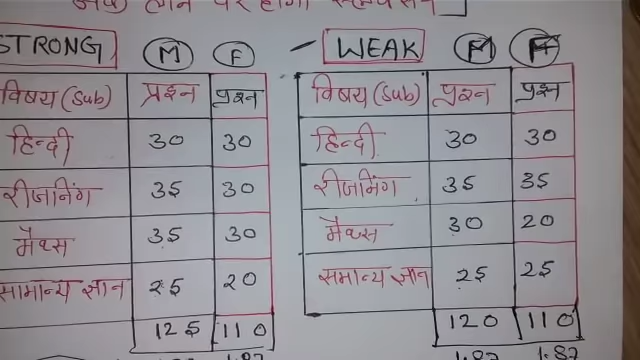 STRONG M F - WEAK M F
विषय (Sub) प्रश्न प्रश्न विषय (Sub) प्रश्न प्रश्न
हिन्दी 30 30 हिन्दी 30 30
रीजनिंग 35 30 रीजनिंग 35 35
मैथ्स 35 30 मैथ्स 30 20
सामान्य ज्ञान 25 20 समान्य ज्ञान 25 25
125 110 120 110